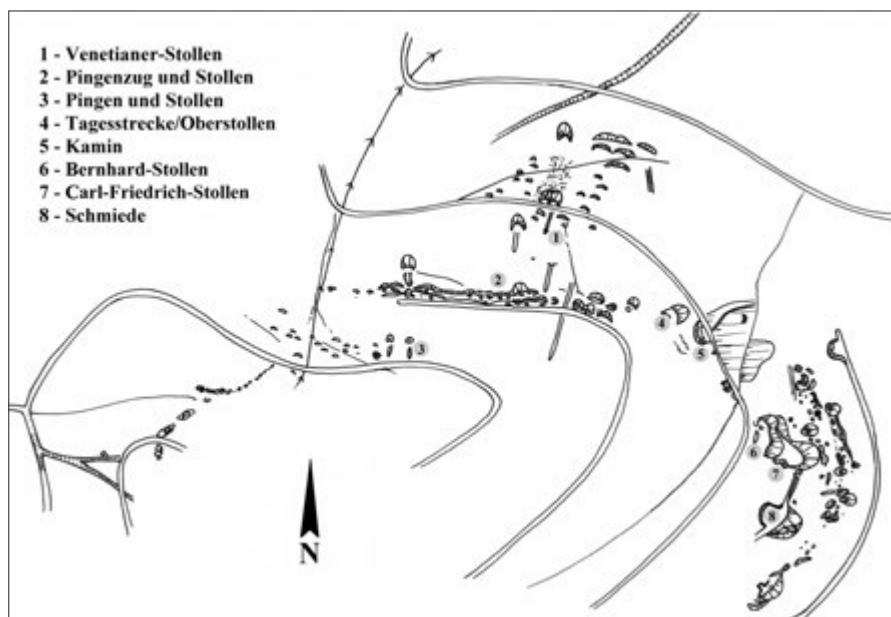 1 - Venetianer-Stollen
2 - Pingenzug und Stollen
3 - Pingen und Stollen
4 - Tagesstrecke/Oberstollen
5 - Kamin
6 - Bernhard-Stollen
7 - Carl-Friedrich-Stollen
8 - Schmiede
1
2
3
4
5
6
7
8
N